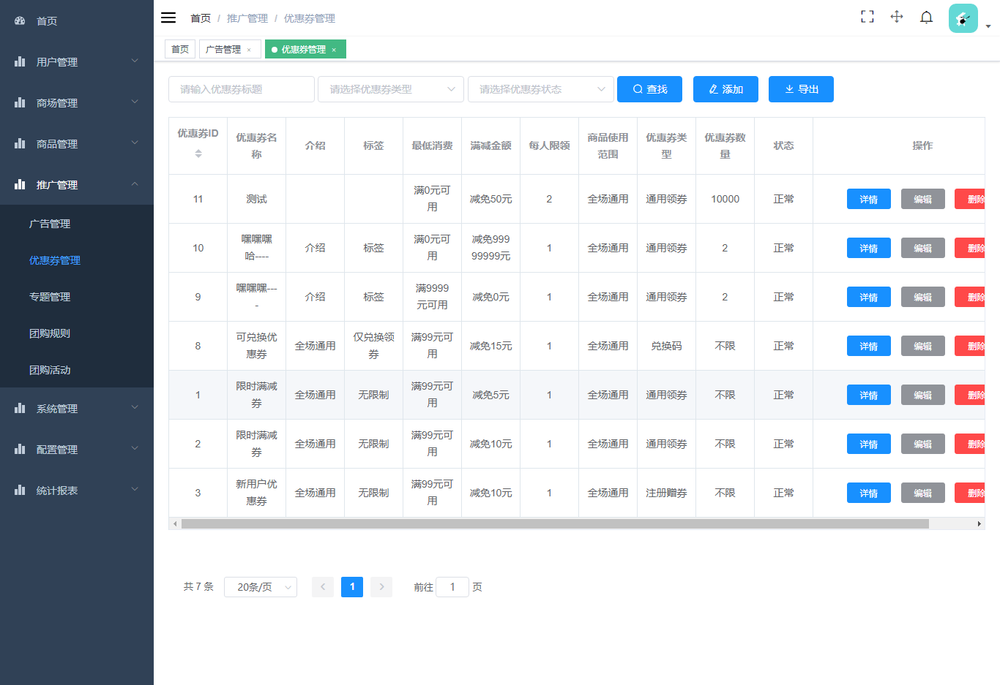 首页
用户管理
商场管理
商品管理
推广管理
广告管理
优惠券管理
专题管理
团购规则
团购活动
系统管理
配置管理
统计报表
首页 / 推广管理 / 优惠券管理
首页 广告管理 × 优惠券管理 ×
请输入优惠券标题 请选择优惠券类型 请选择优惠券状态 查找 添加 导出
优惠券ID 优惠券名称 介绍 标签 最低消费 满减金额 每人限领 商品使用范围 优惠券类型 优惠券数量 状态 操作
11 测试 满0元可用 减免50元 2 全场通用 通用领券 10000 正常 详情 编辑 删除
10 嘿嘿嘿哈---- 介绍 标签 满0元可用 减免99999999元 1 全场通用 通用领券 2 正常 详情 编辑 删除
9 嘿嘿嘿---- 介绍 标签 满9999元可用 减免0元 1 全场通用 通用领券 2 正常 详情 编辑 删除
8 可兑换优惠券 全场通用 仅兑换领券 满99元可用 减免15元 1 全场通用 兑换码 不限 正常 详情 编辑 删除
1 限时满减券 全场通用 无限制 满99元可用 减免5元 1 全场通用 通用领券 不限 正常 详情 编辑 删除
2 限时满减券 全场通用 无限制 满99元可用 减免10元 1 全场通用 通用领券 不限 正常 详情 编辑 删除
3 新用户优惠券 全场通用 无限制 满99元可用 减免10元 1 全场通用 注册赠券 不限 正常 详情 编辑 删除
共 7 条 20条/页 1 前往 1 页